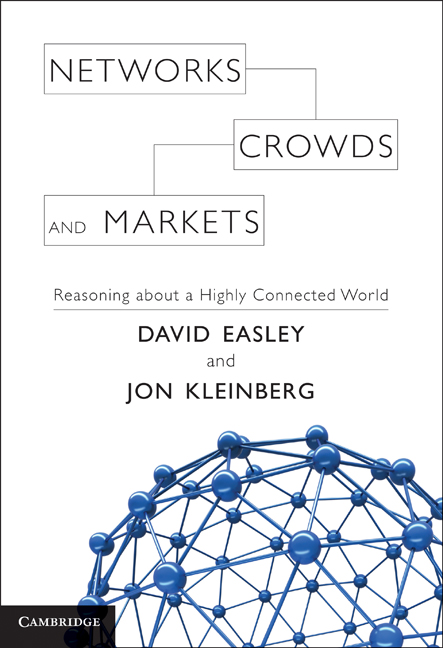 NETWORKS
CROWDS
AND MARKETS
Reasoning about a Highly Connected World
DAVID EASLEY
and
JON KLEINBERG
CAMBRIDGE